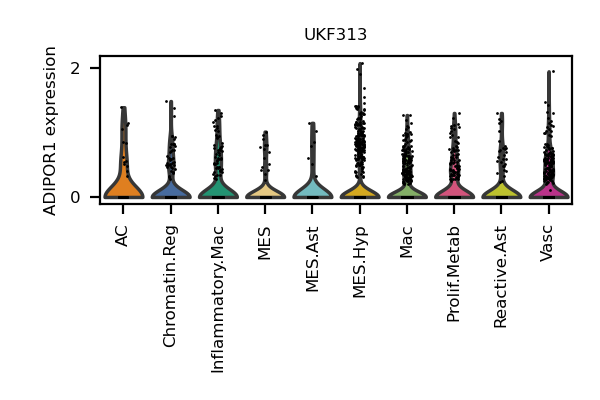 UKF313
ADIPOR1 expression
2
0
AC
Chromatin.Reg
Inflammatory.Mac
MES
MES.Ast
MES.Hyp
Mac
Prolif.Metab
Reactive.Ast
Vasc